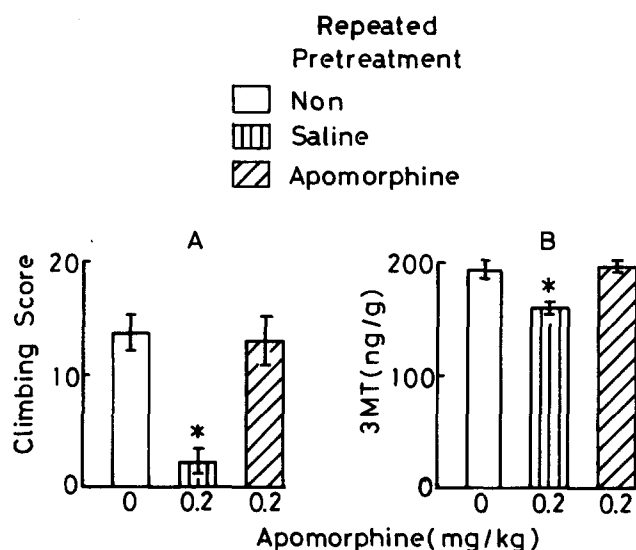 Repeated
Pretreatment
Non
Saline
Apomorphine
A
B
20
10
0
Climbing Score
*
0
0.2
0.2
200
100
0
3MT(ng/g)
*
0
0.2
0.2
Apomorphine(mg/kg)